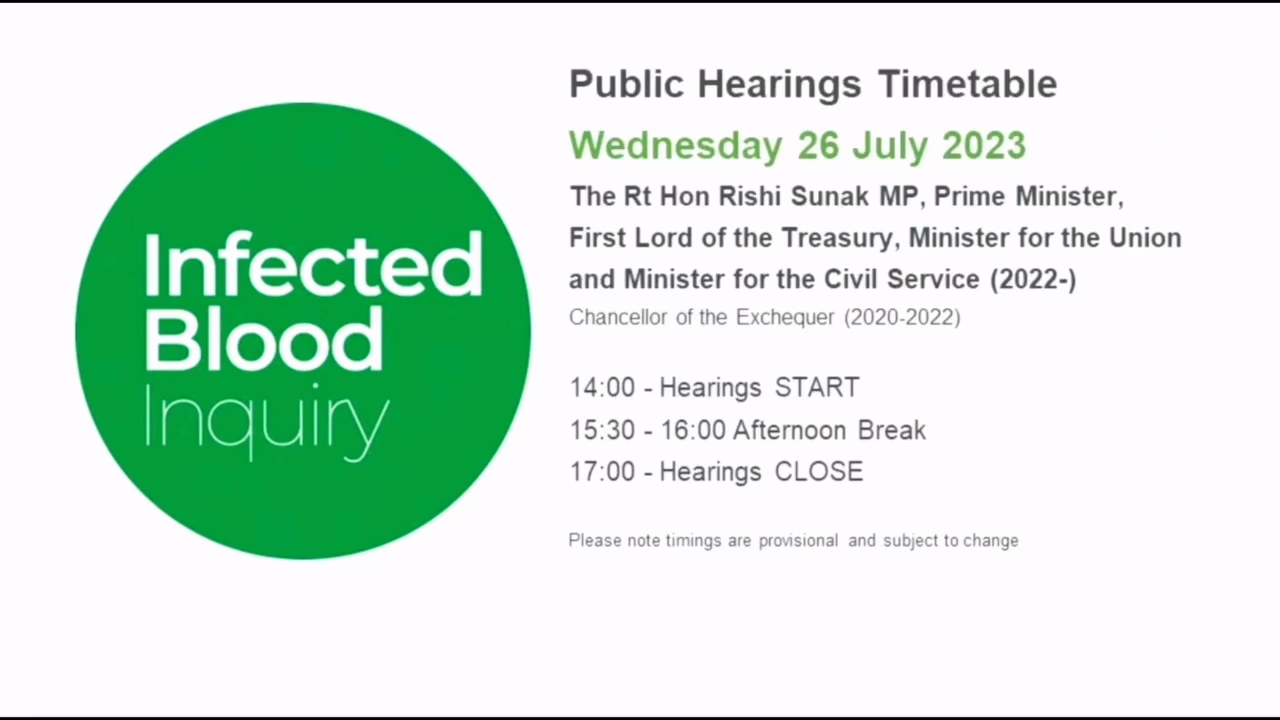 Infected
Blood
Inquiry
Public Hearings Timetable
Wednesday 26 July 2023
The Rt Hon Rishi Sunak MP, Prime Minister,
First Lord of the Treasury, Minister for the Union
and Minister for the Civil Service (2022-)
Chancellor of the Exchequer (2020-2022)
14:00 - Hearings START
15:30 - 16:00 Afternoon Break
17:00 - Hearings CLOSE
Please note timings are provisional and subject to change